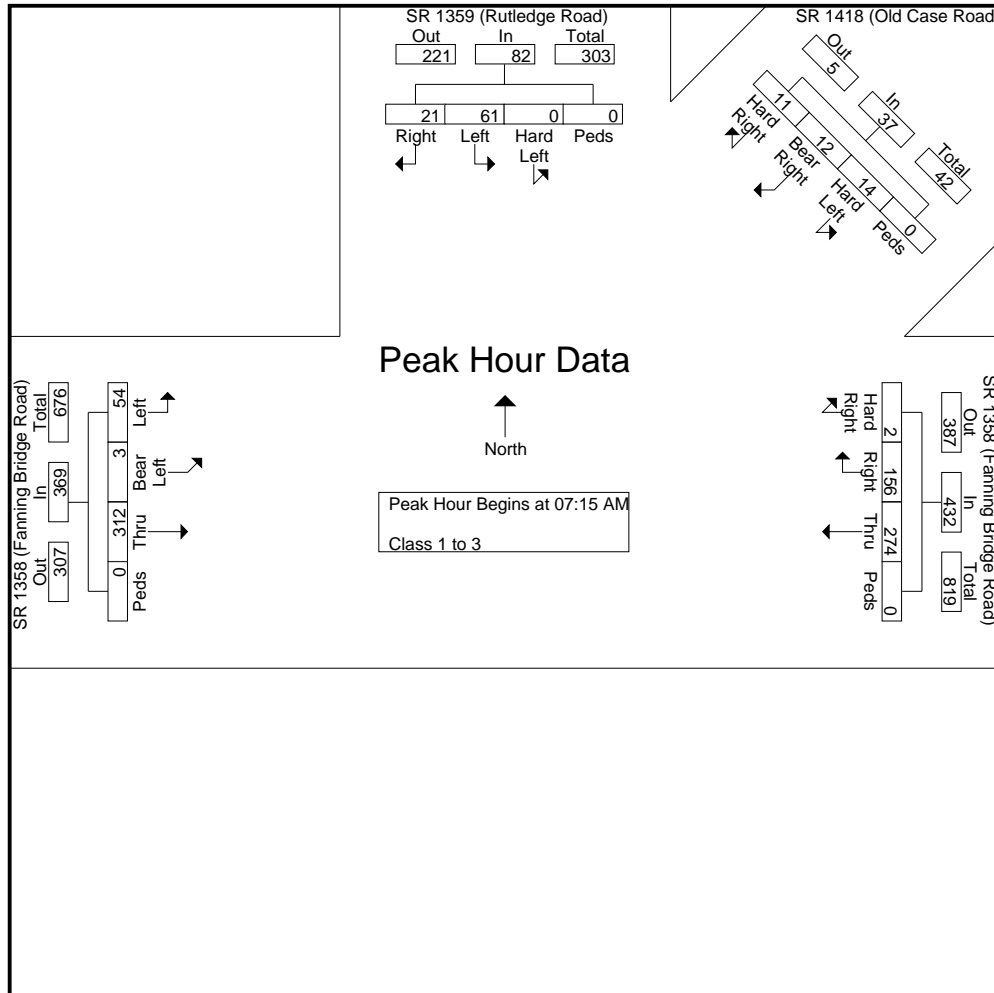 SR 1359 (Rutledge Road)
Out In Total
221 82 303
21 61 0 0
Right Left Hard Left Peds
SR 1418 (Old Case Road
Out In Total
5 37 42
11 12 14 0
Hard Right Bear Right Hard Left Peds
Peak Hour Data
North
Peak Hour Begins at 07:15 AM
Class 1 to 3
SR 1358 (Fanning Bridge Road)
Out In Total
307 369 676
54 3 312 0
Left Bear Left Thru Peds
SR 1358 (Fanning Bridge Road)
Out In Total
387 432 819
2 156 274 0
Hard Right Right Thru Peds